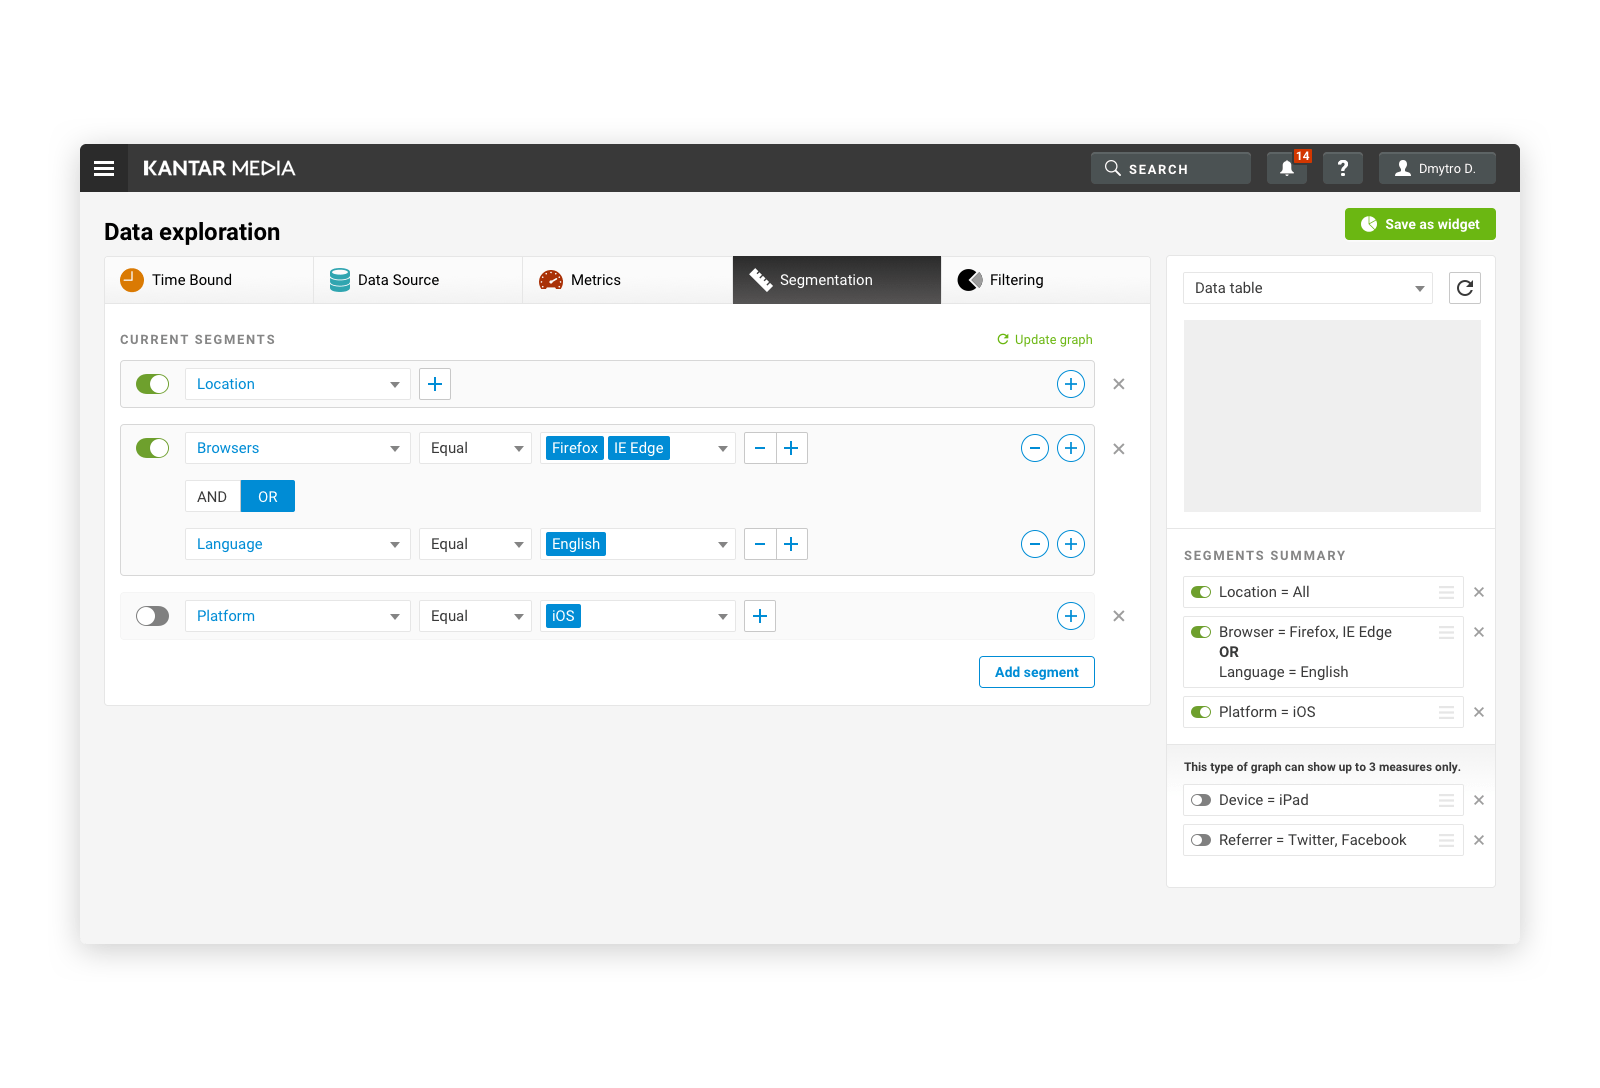 KANTAR MEDIA
SEARCH
14
?
Dmytro D.
Data exploration
Save as widget
Time Bound
Data Source
Metrics
Segmentation
Filtering
CURRENT SEGMENTS
Update graph
Location
Browsers
Equal
Firefox
IE Edge
AND
OR
Language
Equal
English
Platform
Equal
iOS
Add segment
Data table
SEGMENTS SUMMARY
Location = All
Browser = Firefox, IE Edge
OR
Language = English
Platform = iOS
This type of graph can show up to 3 measures only.
Device = iPad
Referrer = Twitter, Facebook